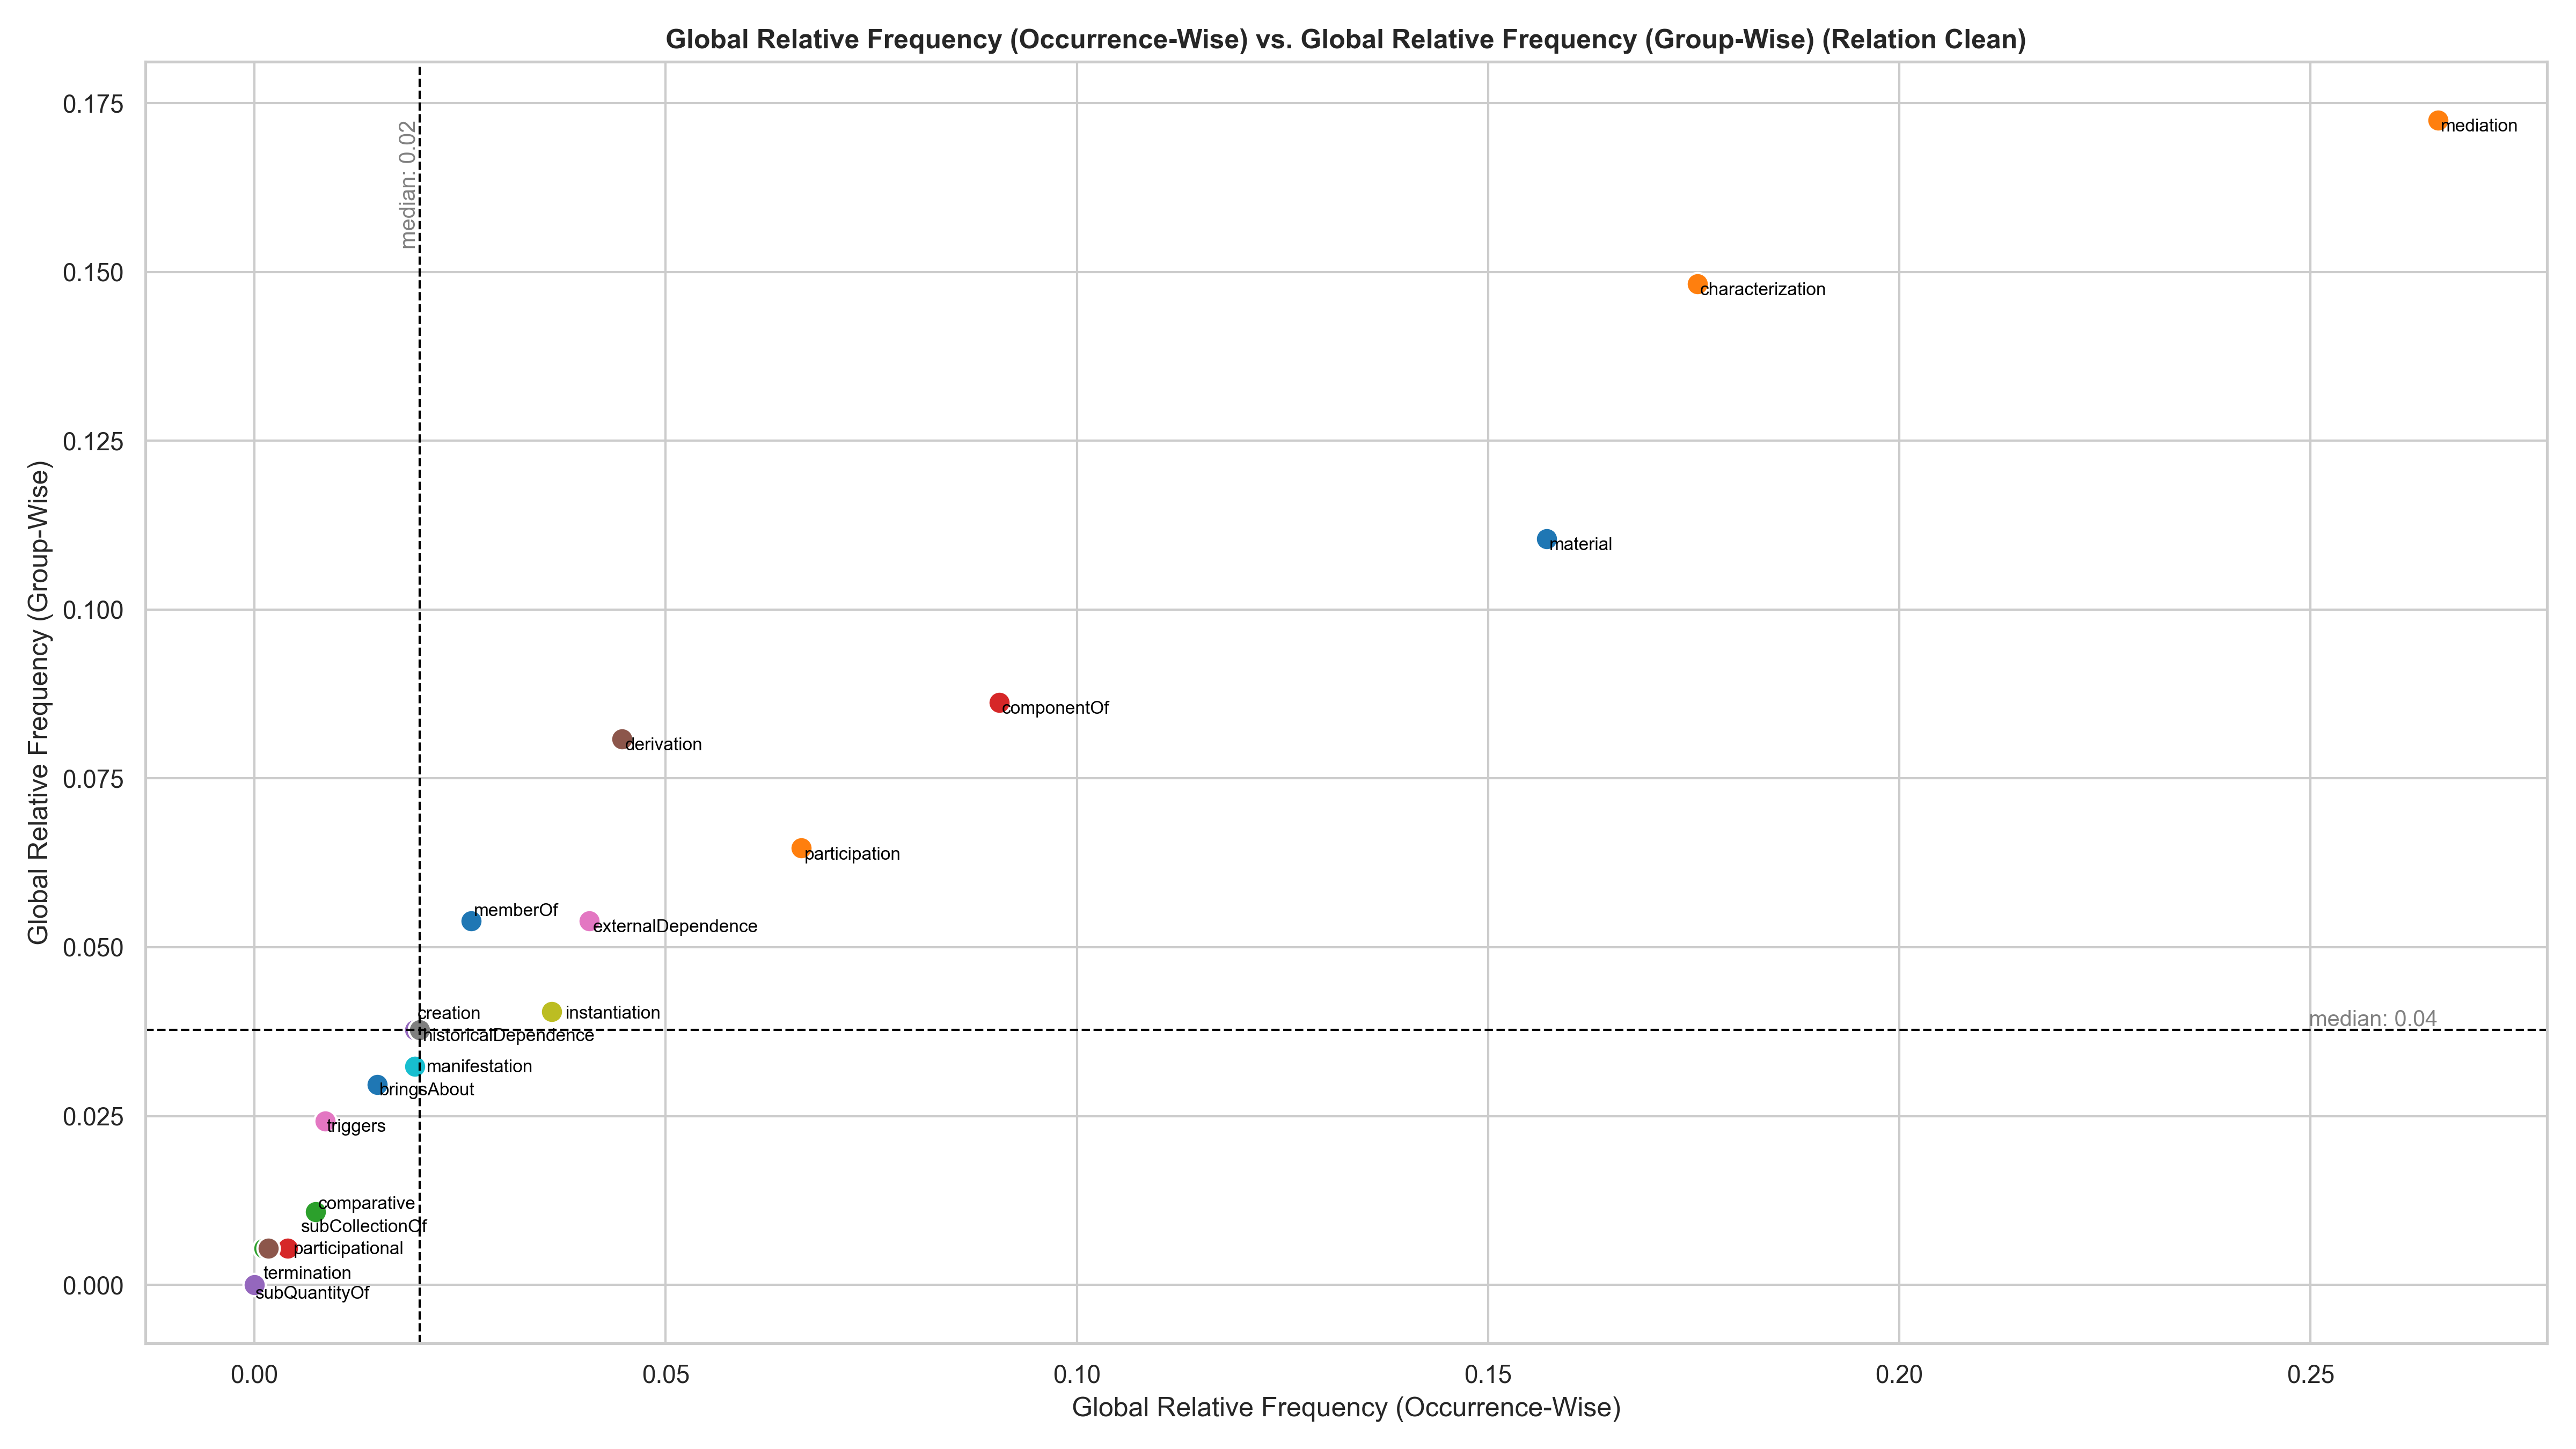 Global Relative Frequency (Occurrence-Wise) vs. Global Relative Frequency (Group-Wise) (Relation Clean)
Global Relative Frequency (Group-Wise)
0.175
0.150
0.125
0.100
0.075
0.050
0.025
0.000
median: 0.02
mediation
characterization
material
componentOf
derivation
participation
memberOf
externalDependence
creation
instantiation
median: 0.04
historicalDependence
manifestation
bringsAbout
triggers
comparative
subCollectionOf
participational
termination
subQuantityOf
0.00
0.05
0.10
0.15
0.20
0.25
Global Relative Frequency (Occurrence-Wise)